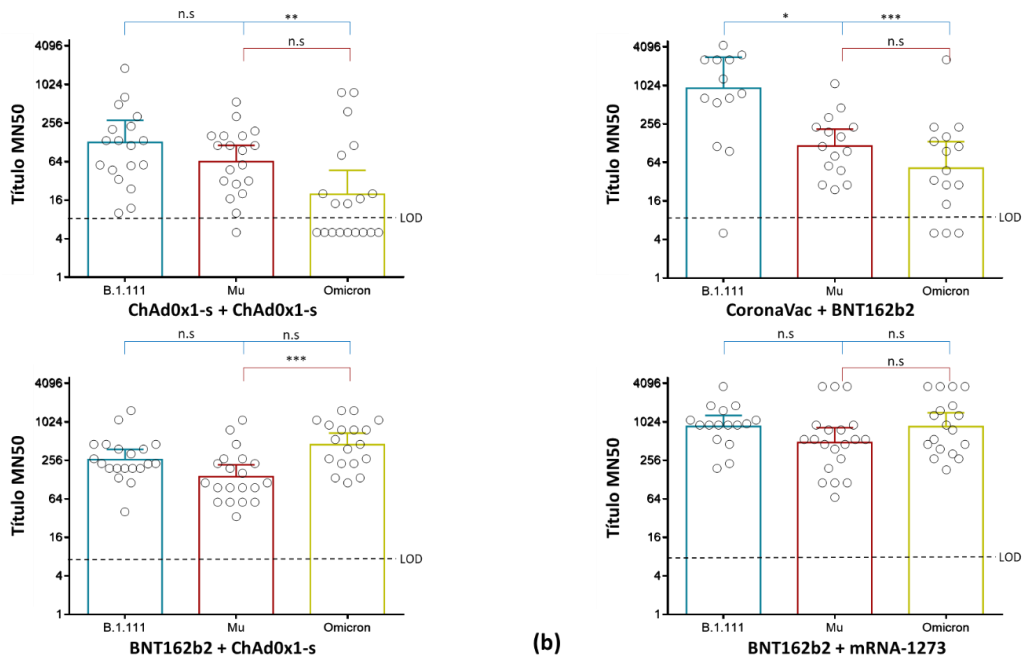 n.s
**
n.s
4096
1024
256
64
16
4
1
Título MN50
LOD
B.1.111
Mu
Omicron
ChAd0x1-s + ChAd0x1-s
*
***
n.s
4096
1024
256
64
16
4
1
Título MN50
LOD
B.1.111
Mu
Omicron
CoronaVac + BNT162b2
n.s
n.s
***
4096
1024
256
64
16
4
1
Título MN50
LOD
B.1.111
Mu
Omicron
BNT162b2 + ChAd0x1-s
(b)
n.s
n.s
n.s
4096
1024
256
64
16
4
1
Título MN50
LOD
B.1.111
Mu
Omicron
BNT162b2 + mRNA-1273